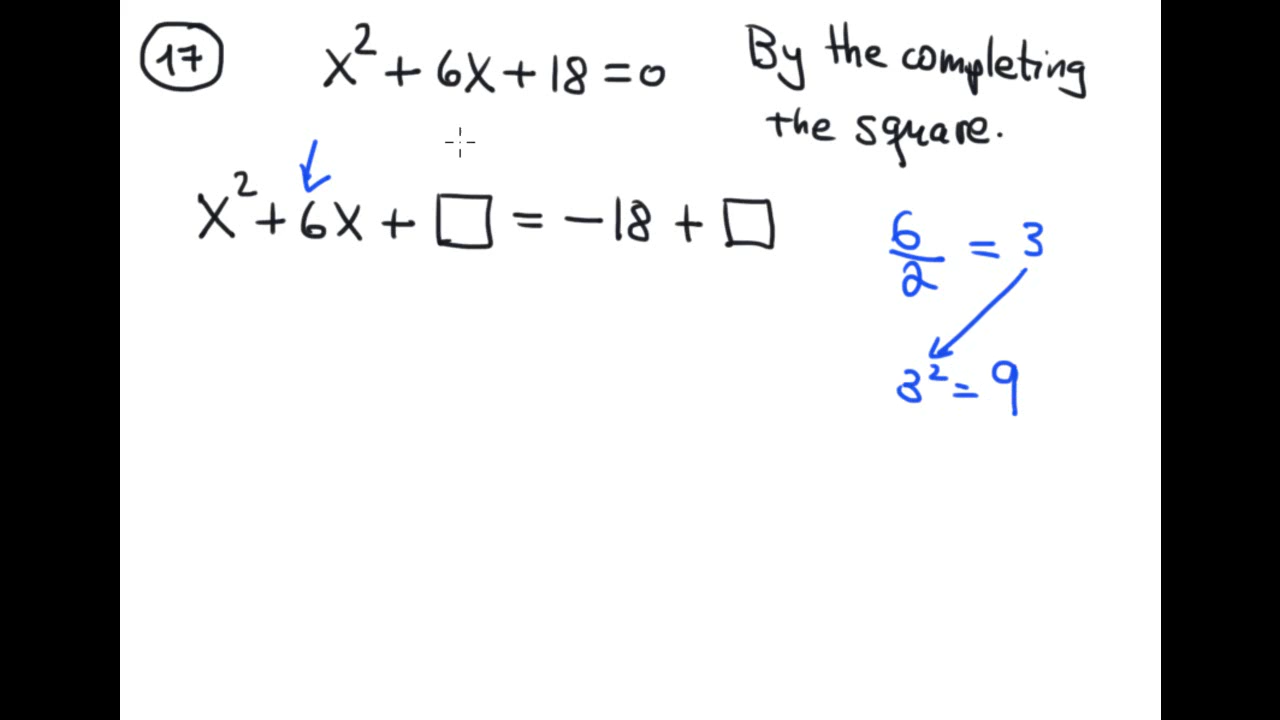 17 x² + 6x + 18 = 0
By the completing
the square.
x² + 6x + □ = -18 + □
6/2 = 3
3² = 9